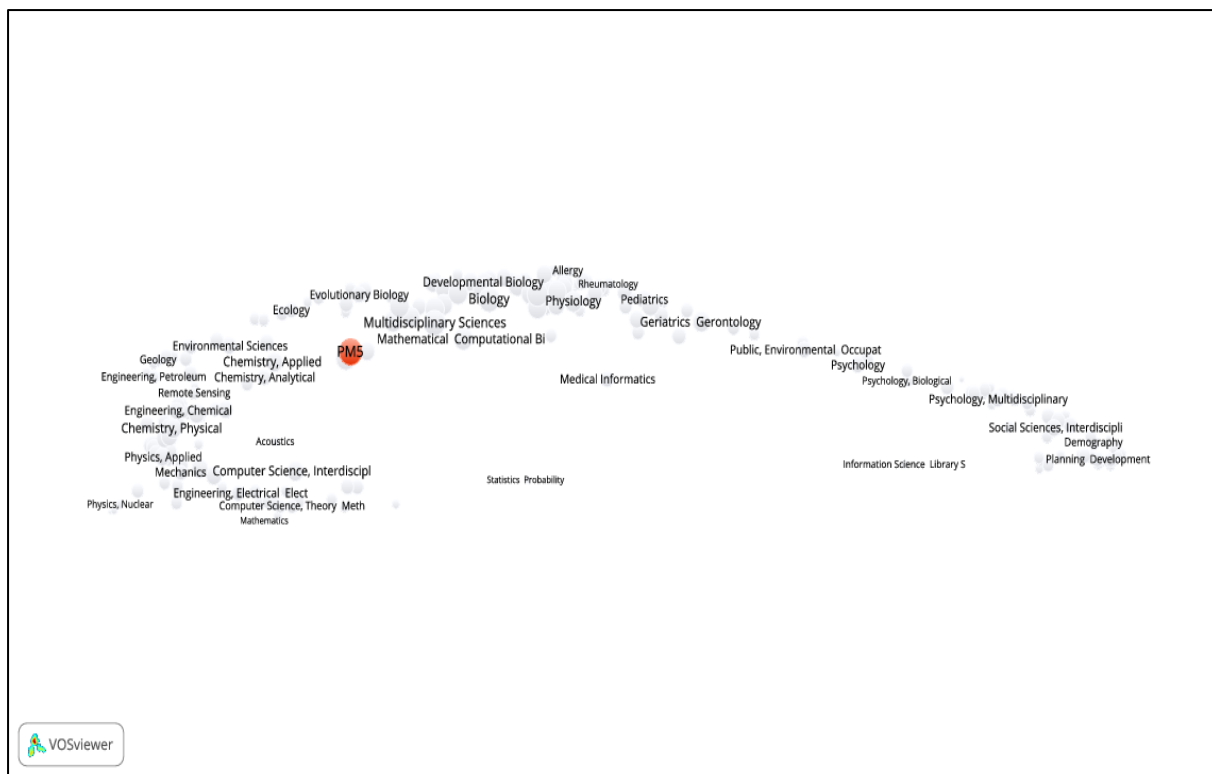 Allergy
Developmental Biology
Rheumatology
Evolutionary Biology
Biology
Physiology
Pediatrics
Ecology
Multidisciplinary Sciences
Geriatrics Gerontology
Mathematical Computational Bi
Environmental Sciences
PM5
Public, Environmental Occupat
Geology
Chemistry, Applied
Psychology
Engineering, Petroleum
Chemistry, Analytical
Medical Informatics
Psychology, Biological
Remote Sensing
Psychology, Multidisciplinary
Engineering, Chemical
Chemistry, Physical
Social Sciences, Interdiscipli
Acoustics
Demography
Physics, Applied
Planning Development
Information Science Library S
Mechanics
Computer Science, Interdiscipl
Statistics Probability
Engineering, Electrical Elect
Physics, Nuclear
Computer Science, Theory Meth
Mathematics
VOSviewer